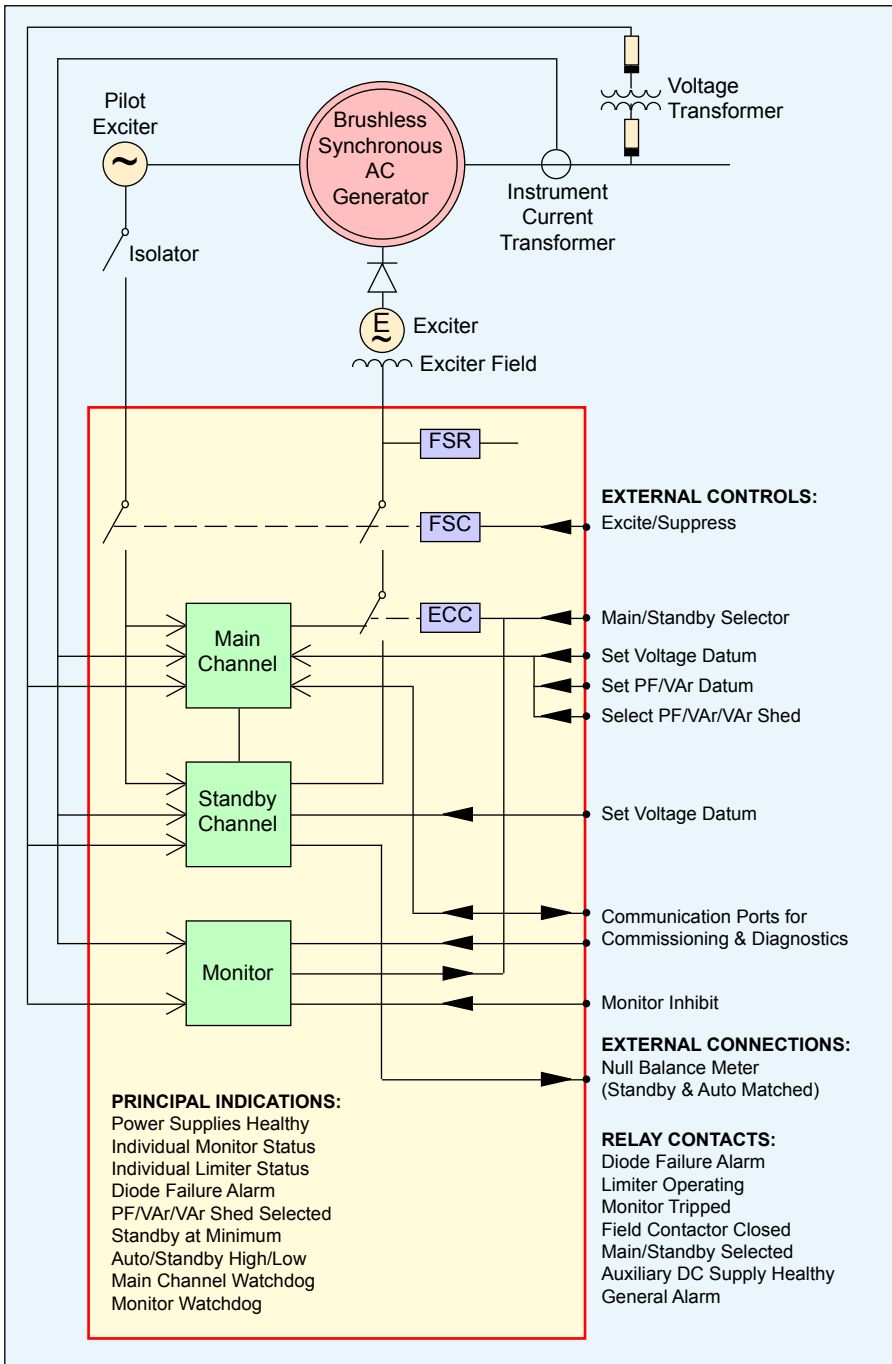 Pilot
Exciter
~
Brushless
Synchronous
AC
Generator
Voltage
Transformer
Instrument
Current
Transformer
Isolator
E
~
Exciter
Exciter Field
FSR
EXTERNAL CONTROLS:
FSC
Excite/Suppress
ECC
Main/Standby Selector
Main
Channel
Set Voltage Datum
Set PF/VAr Datum
Select PF/VAr/VAr Shed
Standby
Channel
Set Voltage Datum
Communication Ports for
Commissioning & Diagnostics
Monitor
Monitor Inhibit
EXTERNAL CONNECTIONS:
Null Balance Meter
(Standby & Auto Matched)
PRINCIPAL INDICATIONS:
Power Supplies Healthy
Individual Monitor Status
Individual Limiter Status
Diode Failure Alarm
PF/VAr/VAr Shed Selected
Standby at Minimum
Auto/Standby High/Low
Main Channel Watchdog
Monitor Watchdog
RELAY CONTACTS:
Diode Failure Alarm
Limiter Operating
Monitor Tripped
Field Contactor Closed
Main/Standby Selected
Auxiliary DC Supply Healthy
General Alarm